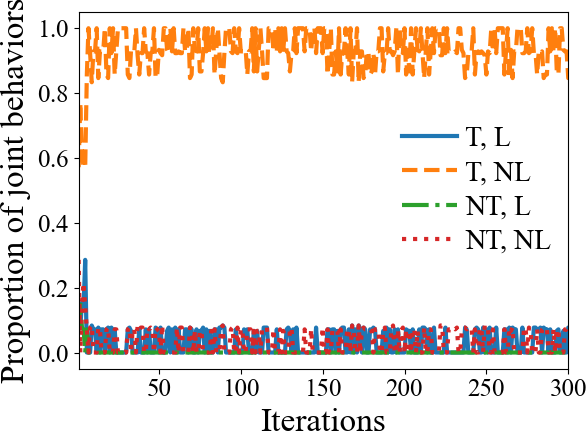 Proportion of joint behaviors
1.0
0.8
0.6
0.4
0.2
0.0
T, L
T, NL
NT, L
NT, NL
50 100 150 200 250 300
Iterations